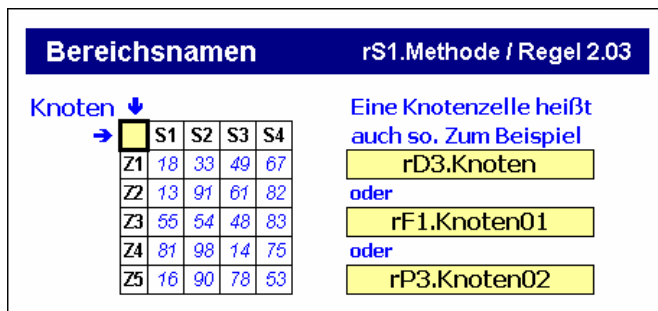 Bereichsnamen
rS1.Methode / Regel 2.03
Knoten
S1 S2 S3 S4
Z1 18 33 49 67
Z2 13 91 61 82
Z3 55 54 48 83
Z4 81 98 14 75
Z5 16 90 78 53
Eine Knotenzelle heißt
auch so. Zum Beispiel
rD3.Knoten
oder
rF1.Knoten01
oder
rP3.Knoten02